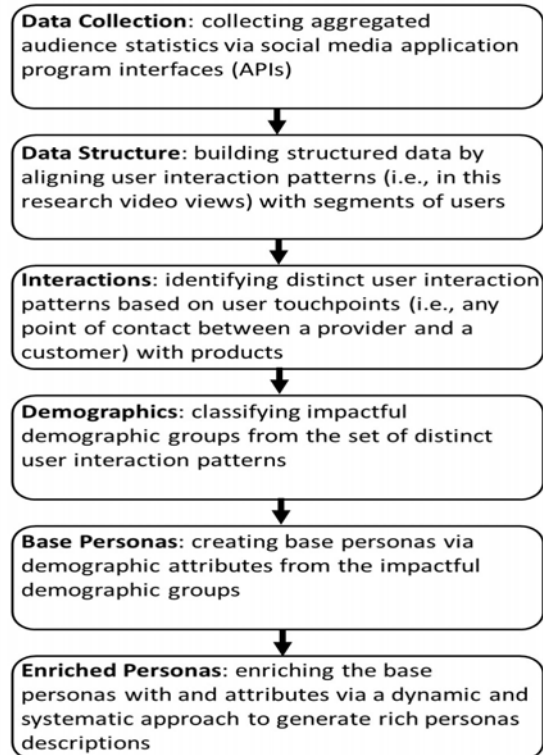 Data Collection: collecting aggregated
audience statistics via social media application
program interfaces (APIs)
Data Structure: building structured data by
aligning user interaction patterns (i.e., in this
research video views) with segments of users
Interactions: identifying distinct user interaction
patterns based on user touchpoints (i.e., any
point of contact between a provider and a
customer) with products
Demographics: classifying impactful
demographic groups from the set of distinct
user interaction patterns
Base Personas: creating base personas via
demographic attributes from the impactful
demographic groups
Enriched Personas: enriching the base
personas with and attributes via a dynamic and
systematic approach to generate rich personas
descriptions